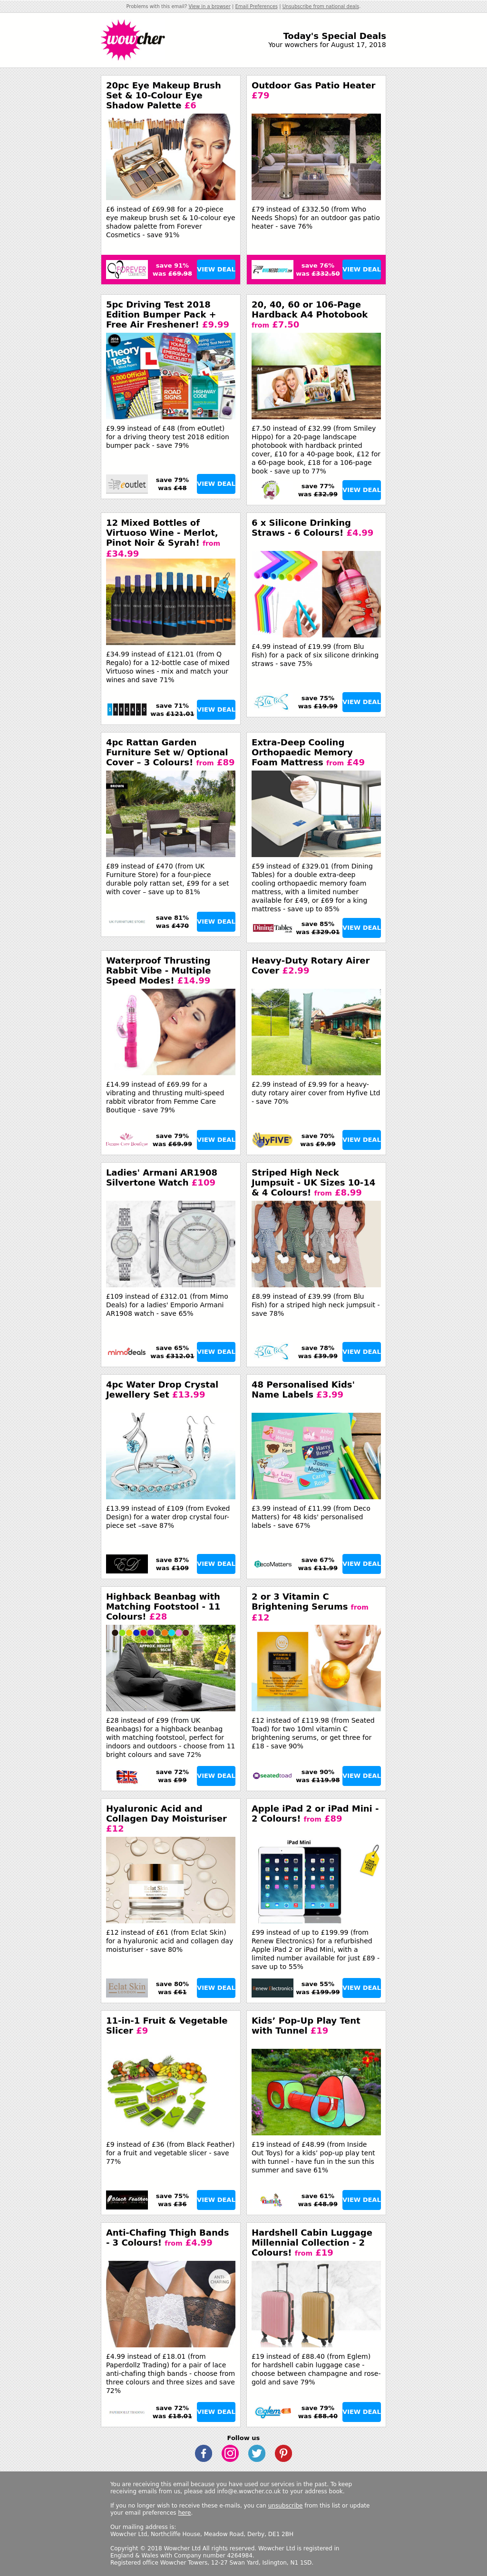 Problems with this email? View in a browser | Email Preferences | Unsubscribe from national deals.
wowcher
Today's Special Deals
Your wowchers for August 17, 2018
20pc Eye Makeup Brush
Set & 10-Colour Eye
Shadow Palette £6
£6 instead of £69.98 for a 20-piece
eye makeup brush set & 10-colour eye
shadow palette from Forever
Cosmetics - save 91%
FOREVER
save 91%
was £69.98
VIEW DEAL
Outdoor Gas Patio Heater
£79
£79 instead of £332.50 (from Who
Needs Shops) for an outdoor gas patio
heater - save 76%
save 76%
was £332.50
VIEW DEAL
5pc Driving Test 2018
Edition Bumper Pack +
Free Air Freshener! £9.99
Theory
Test
1,000 Official
ROAD
SIGNS
HIGHWAY
CODE
£9.99 instead of £48 (from eOutlet)
for a driving theory test 2018 edition
bumper pack - save 79%
eoutlet
save 79%
was £48
VIEW DEAL
20, 40, 60 or 106-Page
Hardback A4 Photobook
from £7.50
A4
£7.50 instead of £32.99 (from Smiley
Hippo) for a 20-page landscape
photobook with hardback printed
cover, £10 for a 40-page book, £12 for
a 60-page book, £18 for a 106-page
book - save up to 77%
save 77%
was £32.99
VIEW DEAL
12 Mixed Bottles of
Virtuoso Wine - Merlot,
Pinot Noir & Syrah! from
£34.99
£34.99 instead of £121.01 (from Q
Regalo) for a 12-bottle case of mixed
Virtuoso wines - mix and match your
wines and save 71%
save 71%
was £121.01
VIEW DEAL
6 x Silicone Drinking
Straws - 6 Colours! £4.99
£4.99 instead of £19.99 (from Blu
Fish) for a pack of six silicone drinking
straws - save 75%
Blu Fish
save 75%
was £19.99
VIEW DEAL
4pc Rattan Garden
Furniture Set w/ Optional
Cover – 3 Colours! from £89
BROWN
£89 instead of £470 (from UK
Furniture Store) for a four-piece
durable poly rattan set, £99 for a set
with cover – save up to 81%
UK FURNITURE STORE
save 81%
was £470
VIEW DEAL
Extra-Deep Cooling
Orthopaedic Memory
Foam Mattress from £49
£59 instead of £329.01 (from Dining
Tables) for a double extra-deep
cooling orthopaedic memory foam
mattress, with a limited number
available for £49, or £69 for a king
mattress - save up to 85%
Dining Tables
save 85%
was £329.01
VIEW DEAL
Waterproof Thrusting
Rabbit Vibe - Multiple
Speed Modes! £14.99
£14.99 instead of £69.99 for a
vibrating and thrusting multi-speed
rabbit vibrator from Femme Care
Boutique - save 79%
Femme Care Boutique
save 79%
was £69.99
VIEW DEAL
Heavy-Duty Rotary Airer
Cover £2.99
£2.99 instead of £9.99 for a heavy-
duty rotary airer cover from Hyfive Ltd
- save 70%
HyFIVE
save 70%
was £9.99
VIEW DEAL
Ladies' Armani AR1908
Silvertone Watch £109
£109 instead of £312.01 (from Mimo
Deals) for a ladies' Emporio Armani
AR1908 watch - save 65%
mimodeals
save 65%
was £312.01
VIEW DEAL
Striped High Neck
Jumpsuit - UK Sizes 10-14
& 4 Colours! from £8.99
£8.99 instead of £39.99 (from Blu
Fish) for a striped high neck jumpsuit -
save 78%
Blu Fish
save 78%
was £39.99
VIEW DEAL
4pc Water Drop Crystal
Jewellery Set £13.99
£13.99 instead of £109 (from Evoked
Design) for a water drop crystal four-
piece set –save 87%
ED
save 87%
was £109
VIEW DEAL
48 Personalised Kids'
Name Labels £3.99
£3.99 instead of £11.99 (from Deco
Matters) for 48 kids' personalised
labels - save 67%
DecoMatters
save 67%
was £11.99
VIEW DEAL
Highback Beanbag with
Matching Footstool - 11
Colours! £28
APPROX. HEIGHT
£28 instead of £99 (from UK
Beanbags) for a highback beanbag
with matching footstool, perfect for
indoors and outdoors - choose from 11
bright colours and save 72%
save 72%
was £99
VIEW DEAL
2 or 3 Vitamin C
Brightening Serums from
£12
£12 instead of £119.98 (from Seated
Toad) for two 10ml vitamin C
brightening serums, or get three for
£18 - save 90%
seatedtoad
save 90%
was £119.98
VIEW DEAL
Hyaluronic Acid and
Collagen Day Moisturiser
£12
Eclat Skin
£12 instead of £61 (from Eclat Skin)
for a hyaluronic acid and collagen day
moisturiser - save 80%
Eclat Skin
save 80%
was £61
VIEW DEAL
Apple iPad 2 or iPad Mini -
2 Colours! from £89
iPad Mini
£99 instead of up to £199.99 (from
Renew Electronics) for a refurbished
Apple iPad 2 or iPad Mini, with a
limited number available for just £89 -
save up to 55%
Renew Electronics
save 55%
was £199.99
VIEW DEAL
11-in-1 Fruit & Vegetable
Slicer £9
£9 instead of £36 (from Black Feather)
for a fruit and vegetable slicer - save
77%
Black Feather
save 75%
was £36
VIEW DEAL
Kids’ Pop-Up Play Tent
with Tunnel £19
£19 instead of £48.99 (from Inside
Out Toys) for a kids’ pop-up play tent
with tunnel - have fun in the sun this
summer and save 61%
save 61%
was £48.99
VIEW DEAL
Anti-Chafing Thigh Bands
- 3 Colours! from £4.99
ANTI-
CHAFING
£4.99 instead of £18.01 (from
Paperdollz Trading) for a pair of lace
anti-chafing thigh bands - choose from
three colours and three sizes and save
72%
save 72%
was £18.01
VIEW DEAL
Hardshell Cabin Luggage
Millennial Collection - 2
Colours! from £19
£19 instead of £88.40 (from Eglem)
for hardshell cabin luggage case -
choose between champagne and rose-
gold and save 79%
eglem
save 79%
was £88.40
VIEW DEAL
Follow us
You are receiving this email because you have used our services in the past. To keep
receiving emails from us, please add info@e.wowcher.co.uk to your address book.
If you no longer wish to receive these e-mails, you can unsubscribe from this list or update
your email preferences here.
Our mailing address is:
Wowcher Ltd, Northcliffe House, Meadow Road, Derby, DE1 2BH
Copyright © 2018 Wowcher Ltd All rights reserved. Wowcher Ltd is registered in
England & Wales with Company number 4264984.
Registered office Wowcher Towers, 12-27 Swan Yard, Islington, N1 1SD.